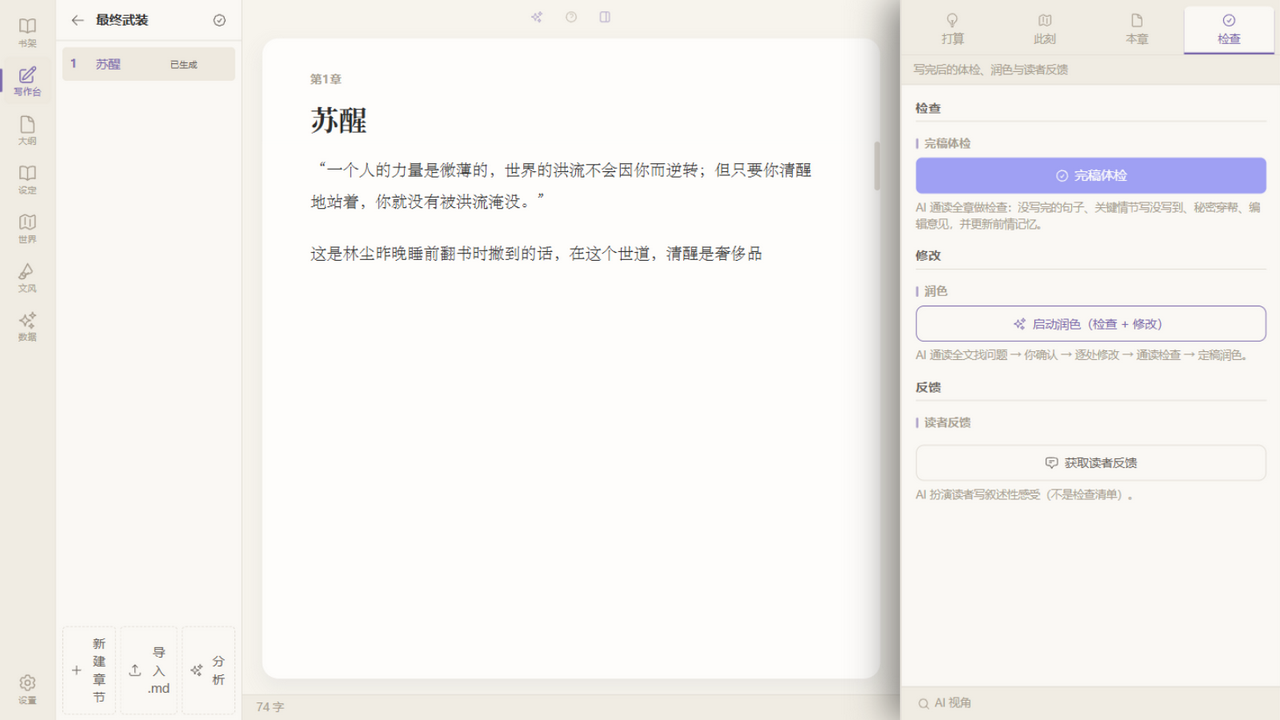 书架
写作台
大纲
设定
世界
文风
数据
设置
最终武装
1 苏醒 已生成
新建章节
导入.md
分析
第1章
苏醒
“一个人的力量是微薄的，世界的洪流不会因你而逆转；但只要你清醒
地站着，你就没有被洪流淹没。”
这是林尘昨晚睡前翻书时撇到的话，在这个世道，清醒是奢侈品
74 字
打算
此刻
本章
检查
写完后的体检、润色与读者反馈
检查
完稿体检
完稿体检
AI 通读全章做检查：没写完的句子、关键情节写没写到、秘密穿帮、编
辑意见，并更新前情记忆。
修改
润色
启动润色（检查 + 修改）
AI 通读全文找问题 → 你确认 → 逐处修改 → 通读检查 → 定稿润色。
反馈
读者反馈
获取读者反馈
AI 扮演读者写叙述性感受（不是检查清单）。
AI 视角